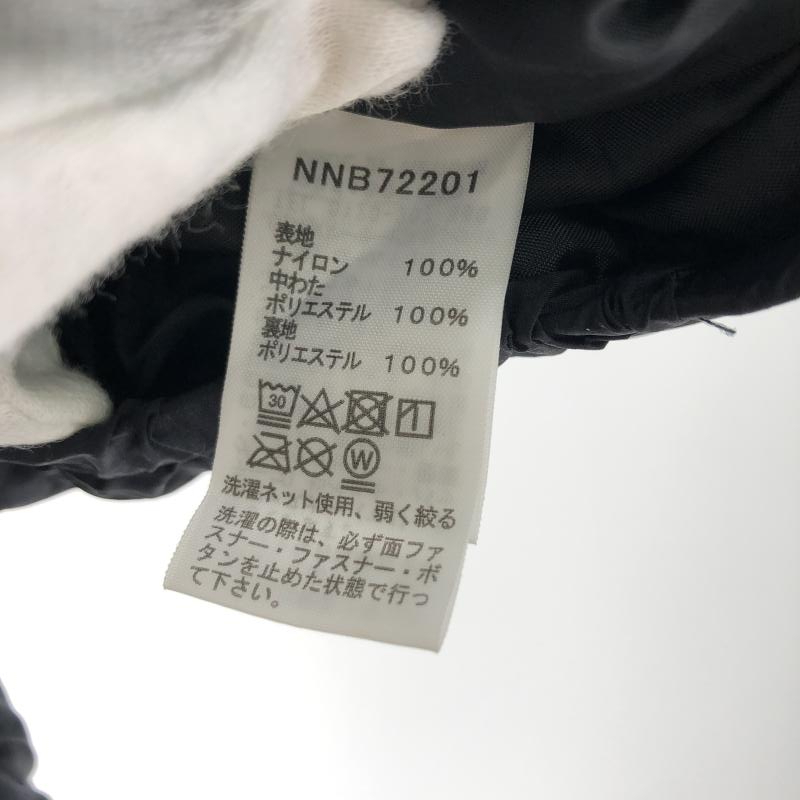 NNB72201
表地
ナイロン 100%
中わた
ポリエステル 100%
裏地
ポリエステル 100%
30
W
洗濯ネット使用、弱く絞る
洗濯の際は、必ず面ファ
スナー・ファスナー・ボ
タンを止めた状態で行っ
て下さい。